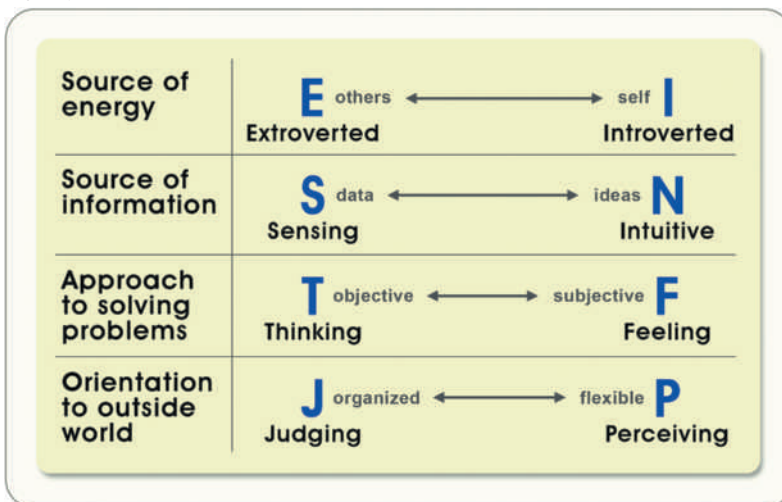 Source of energy
E others self I
Extroverted Introverted
Source of information
S data ideas N
Sensing Intuitive
Approach to solving problems
T objective subjective F
Thinking Feeling
Orientation to outside world
J organized flexible P
Judging Perceiving